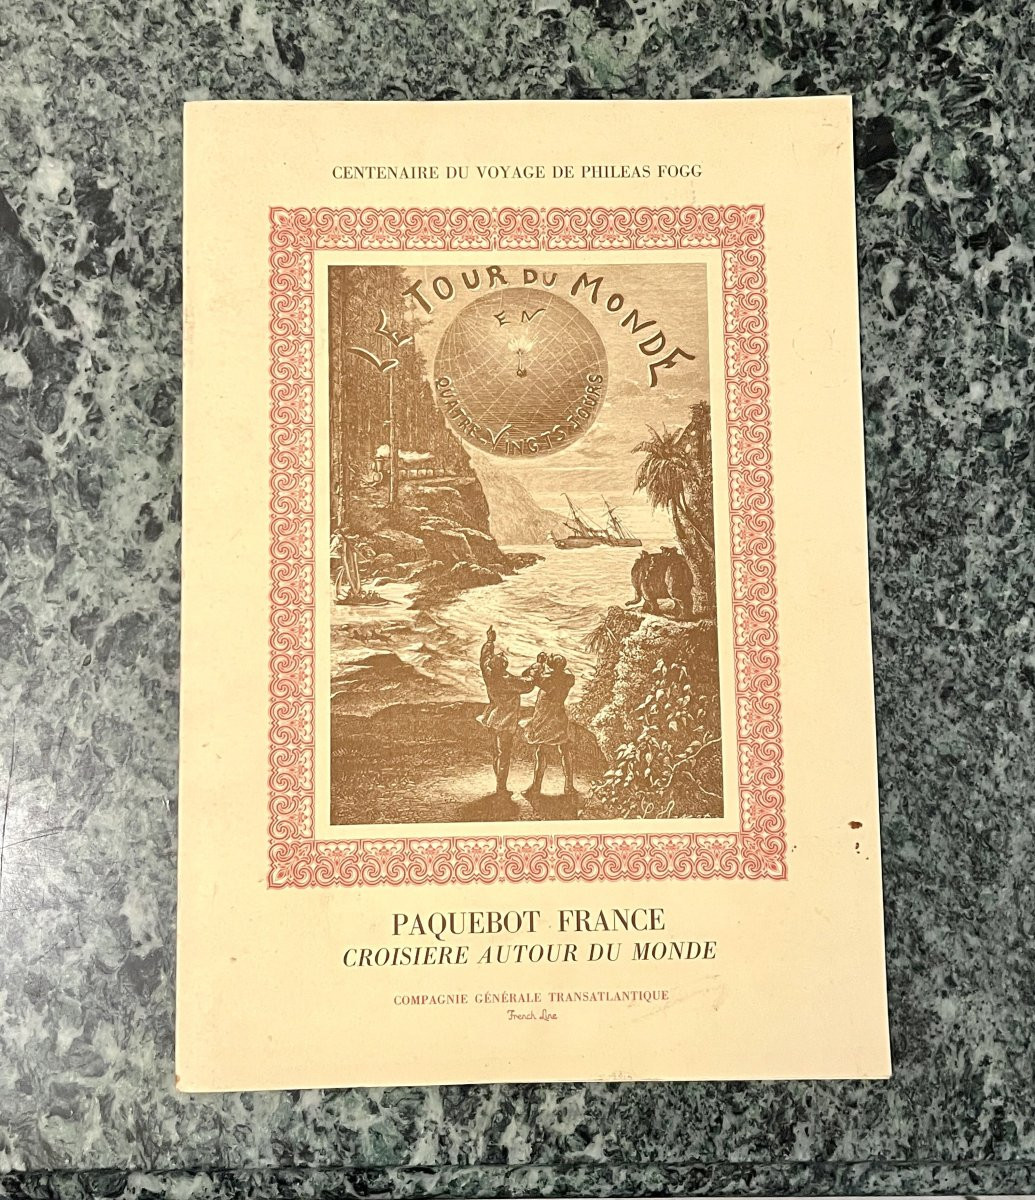 CENTENAIRE DU VOYAGE DE PHILEAS FOGG
LE TOUR DU MONDE
EN
QUATRE-VINGTS-JOURS
PAQUEBOT FRANCE
CROISIERE AUTOUR DU MONDE
COMPAGNIE GÉNÉRALE TRANSATLANTIQUE
French Line